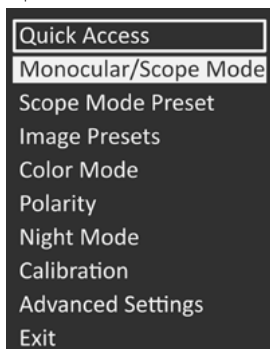 Quick Access
Monocular/Scope Mode
Scope Mode Preset
Image Presets
Color Mode
Polarity
Night Mode
Calibration
Advanced Settings
Exit